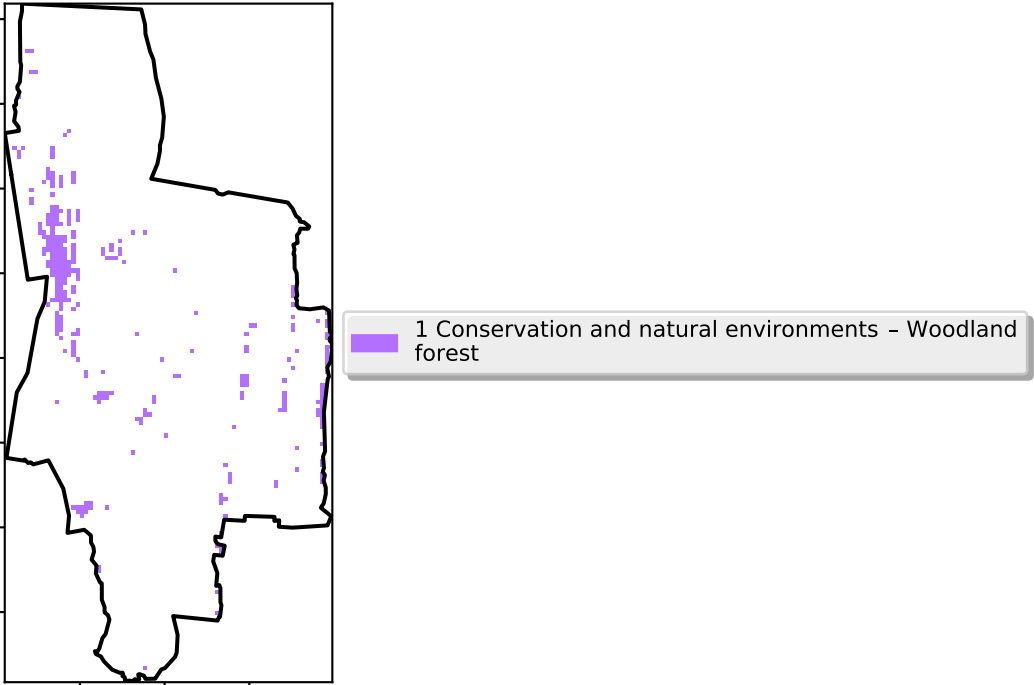 1 Conservation and natural environments – Woodland
forest